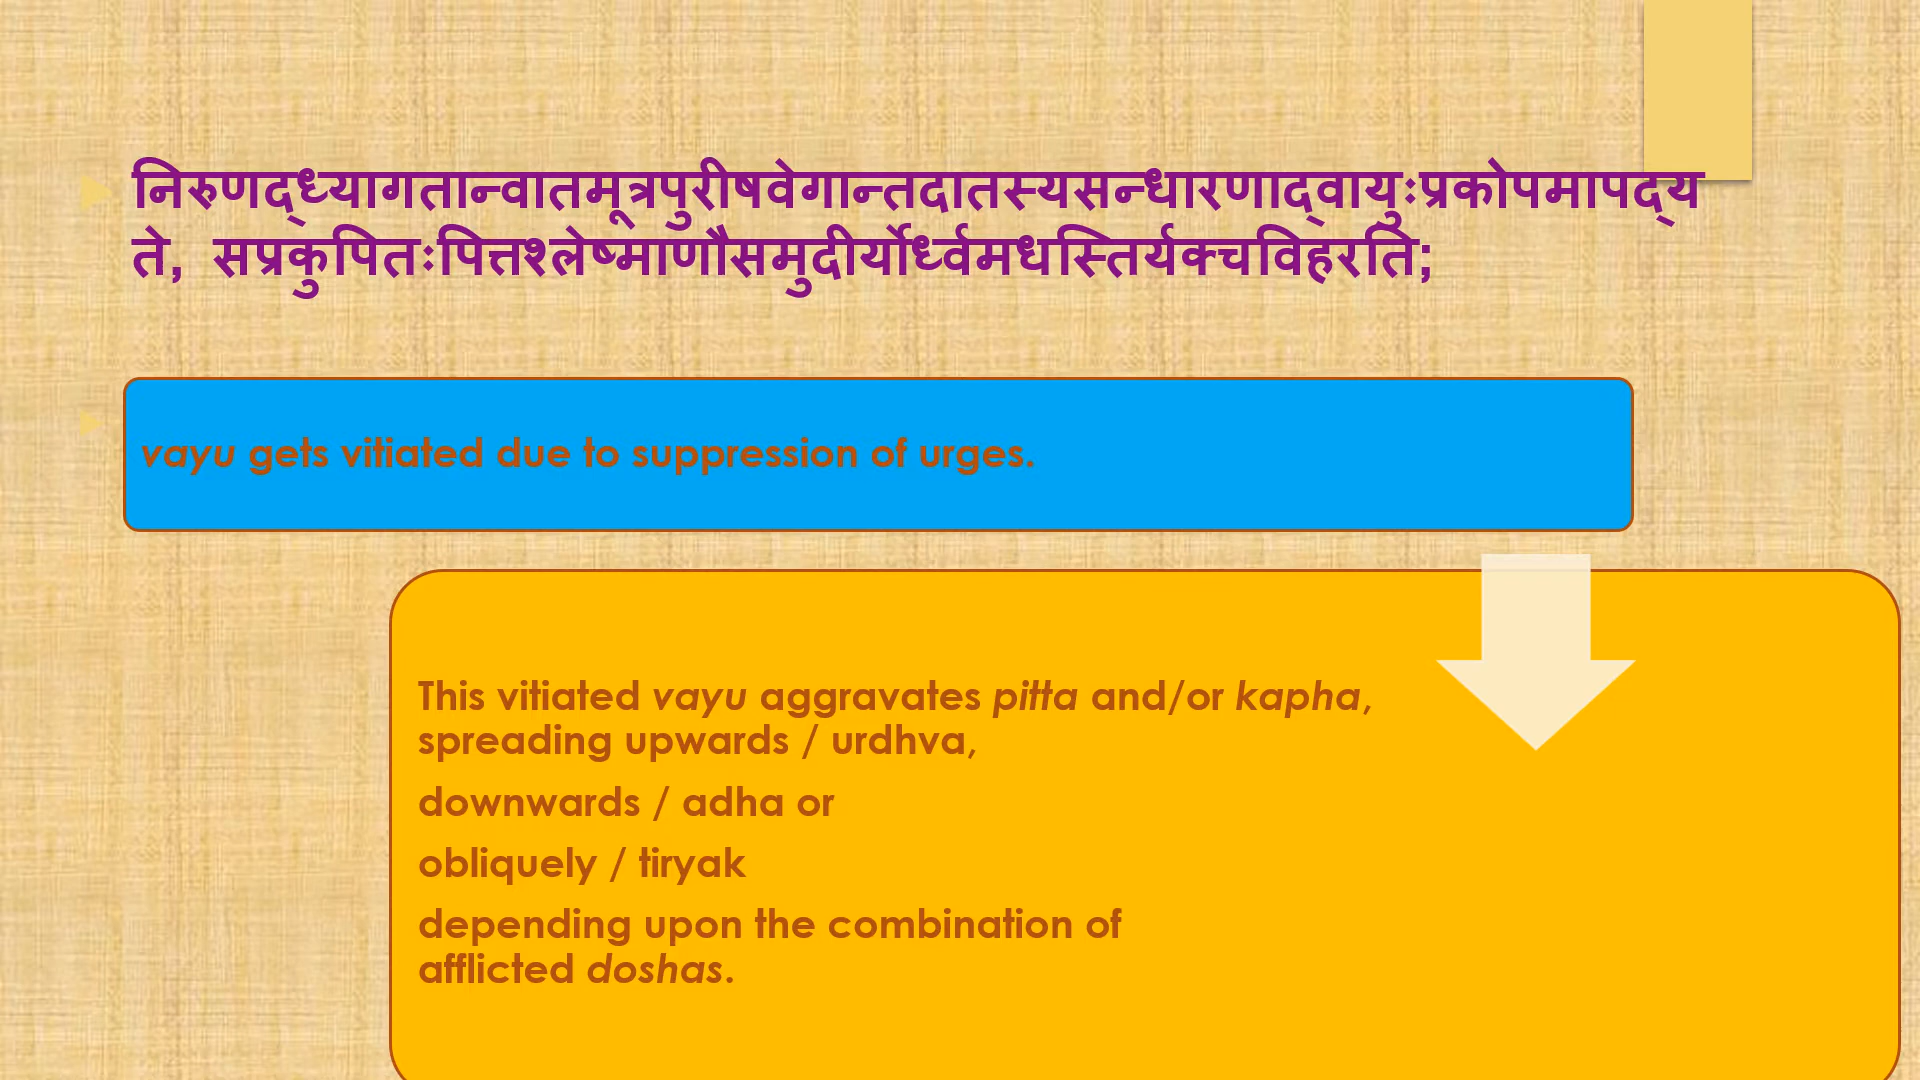 निरुणद्ध्यागतान्वातमूत्रपुरीषवेगान्तदातस्यसन्धारणाद्वायुःप्रकोपमापद्य
ते, सप्रकुपितःपित्तश्लेष्माणौसमुदीर्योर्ध्वमधस्तिर्यक्चविहरति;
vayu gets vitiated due to suppression of urges.
This vitiated vayu aggravates pitta and/or kapha,
spreading upwards / urdhva,
downwards / adha or
obliquely / tiryak
depending upon the combination of
afflicted doshas.